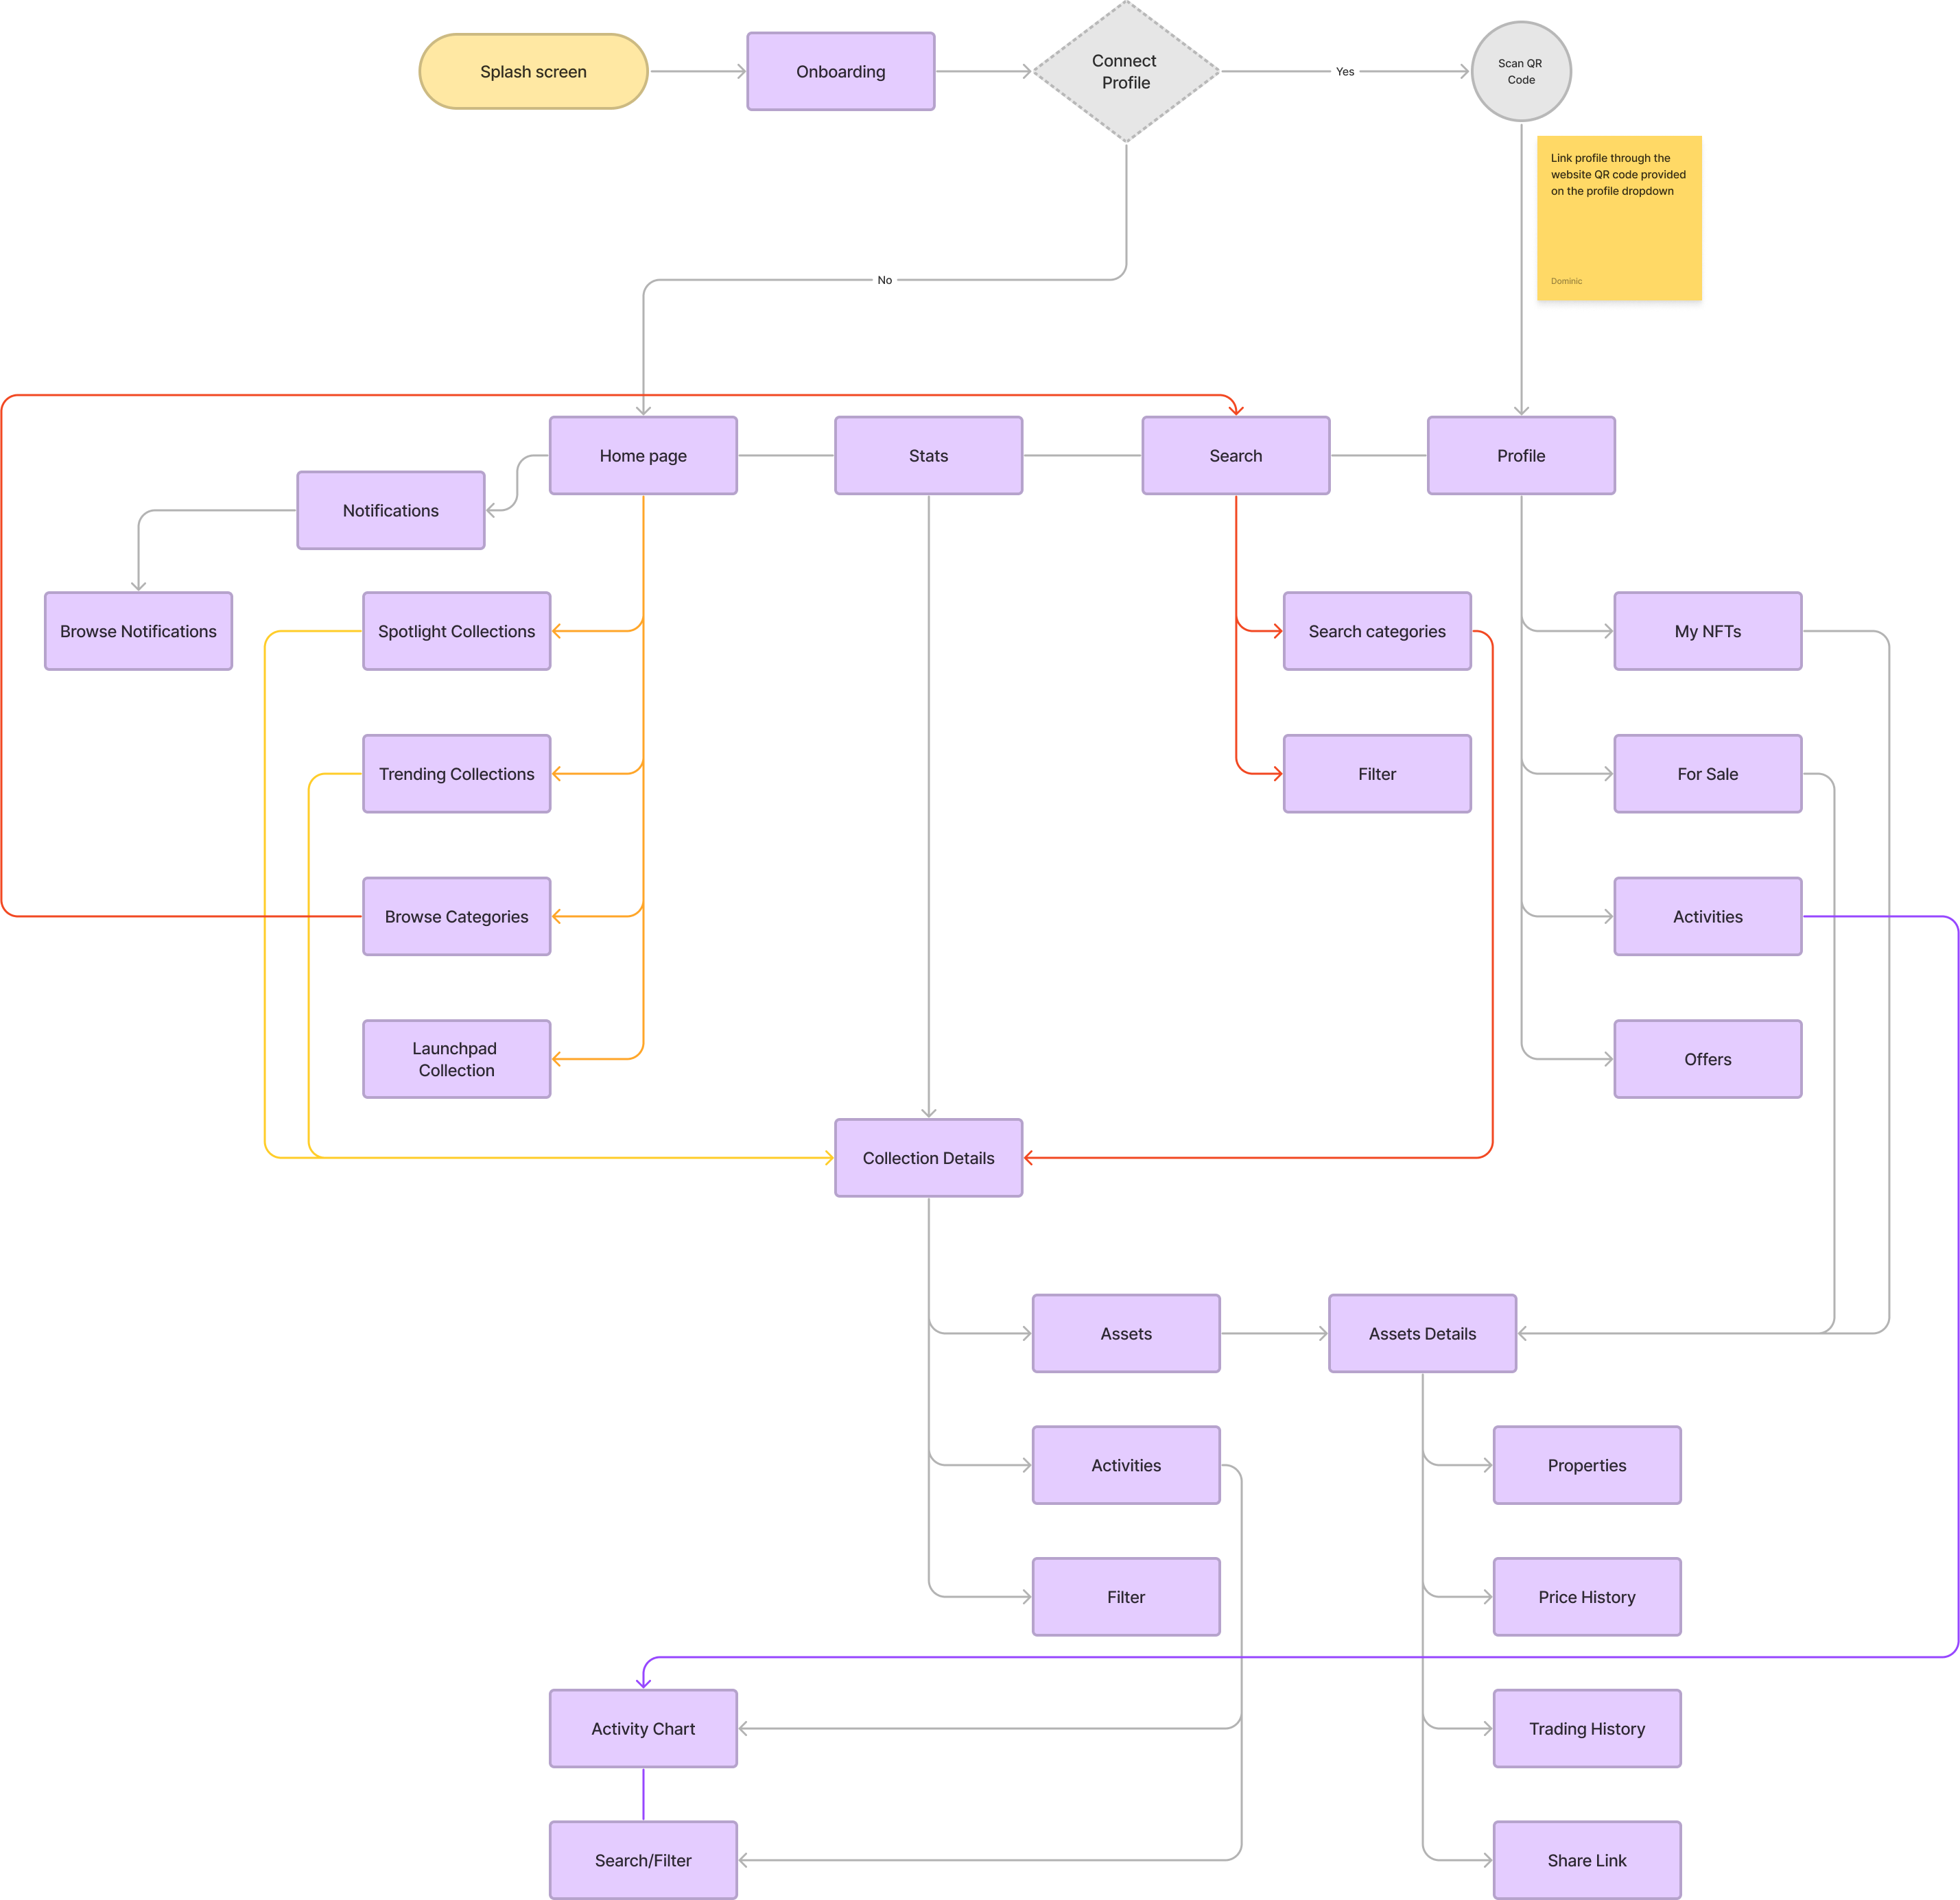 Splash screen
Onboarding
Connect
Profile
Yes
Scan QR
Code
Link profile through the
website QR code provided
on the profile dropdown
Dominic
No
Home page
Stats
Search
Profile
Notifications
Browse Notifications
Spotlight Collections
Search categories
My NFTs
Trending Collections
Filter
For Sale
Browse Categories
Activities
Launchpad
Collection
Offers
Collection Details
Assets
Assets Details
Activities
Properties
Filter
Price History
Activity Chart
Trading History
Search/Filter
Share Link